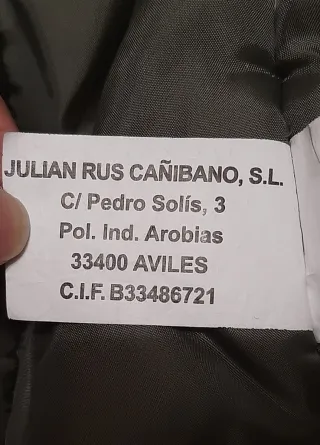 JULIAN RUS CAÑIBANO, S.L.
C/ Pedro Solís, 3
Pol. Ind. Arobias
33400 AVILES
C.I.F. B33486721